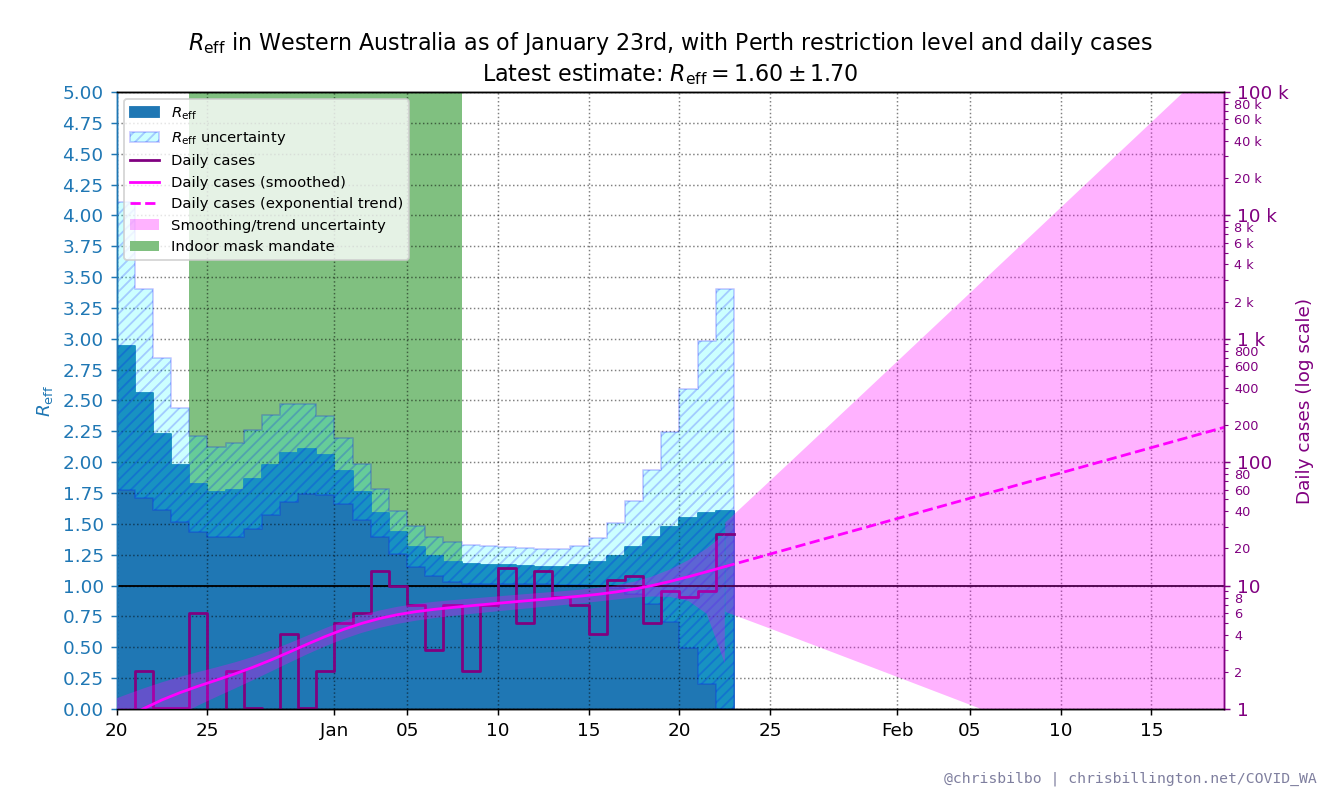 R_eff in Western Australia as of January 23rd, with Perth restriction level and daily cases
Latest estimate: R_eff = 1.60 ± 1.70
R_eff
R_eff uncertainty
Daily cases
Daily cases (smoothed)
Daily cases (exponential trend)
Smoothing/trend uncertainty
Indoor mask mandate
R_eff
5.00
4.75
4.50
4.25
4.00
3.75
3.50
3.25
3.00
2.75
2.50
2.25
2.00
1.75
1.50
1.25
1.00
0.75
0.50
0.25
0.00
100 k
80 k
60 k
40 k
20 k
10 k
8 k
6 k
4 k
2 k
1 k
800
600
400
200
100
80
60
40
20
10
8
6
4
2
1
Daily cases (log scale)
20 25 Jan 05 10 15 20 25 Feb 05 10 15
@chrisbilbo | chrisbillington.net/COVID_WA